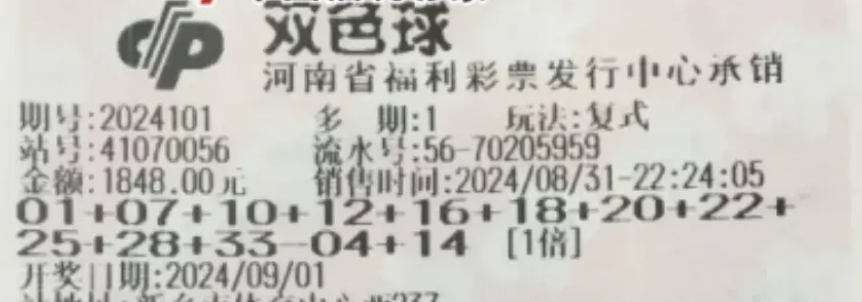 双色球
河南省福利彩票发行中心承销
期号:2024101 多 期:1 玩法:复式
站号:41070056 流水号:56-70205959
金额:1848.00元 销售时间:2024/08/31-22:24:05
01+07+10+12+16+18+20+22+
25+28+33-04+14 [1倍]
开奖日期:2024/09/01